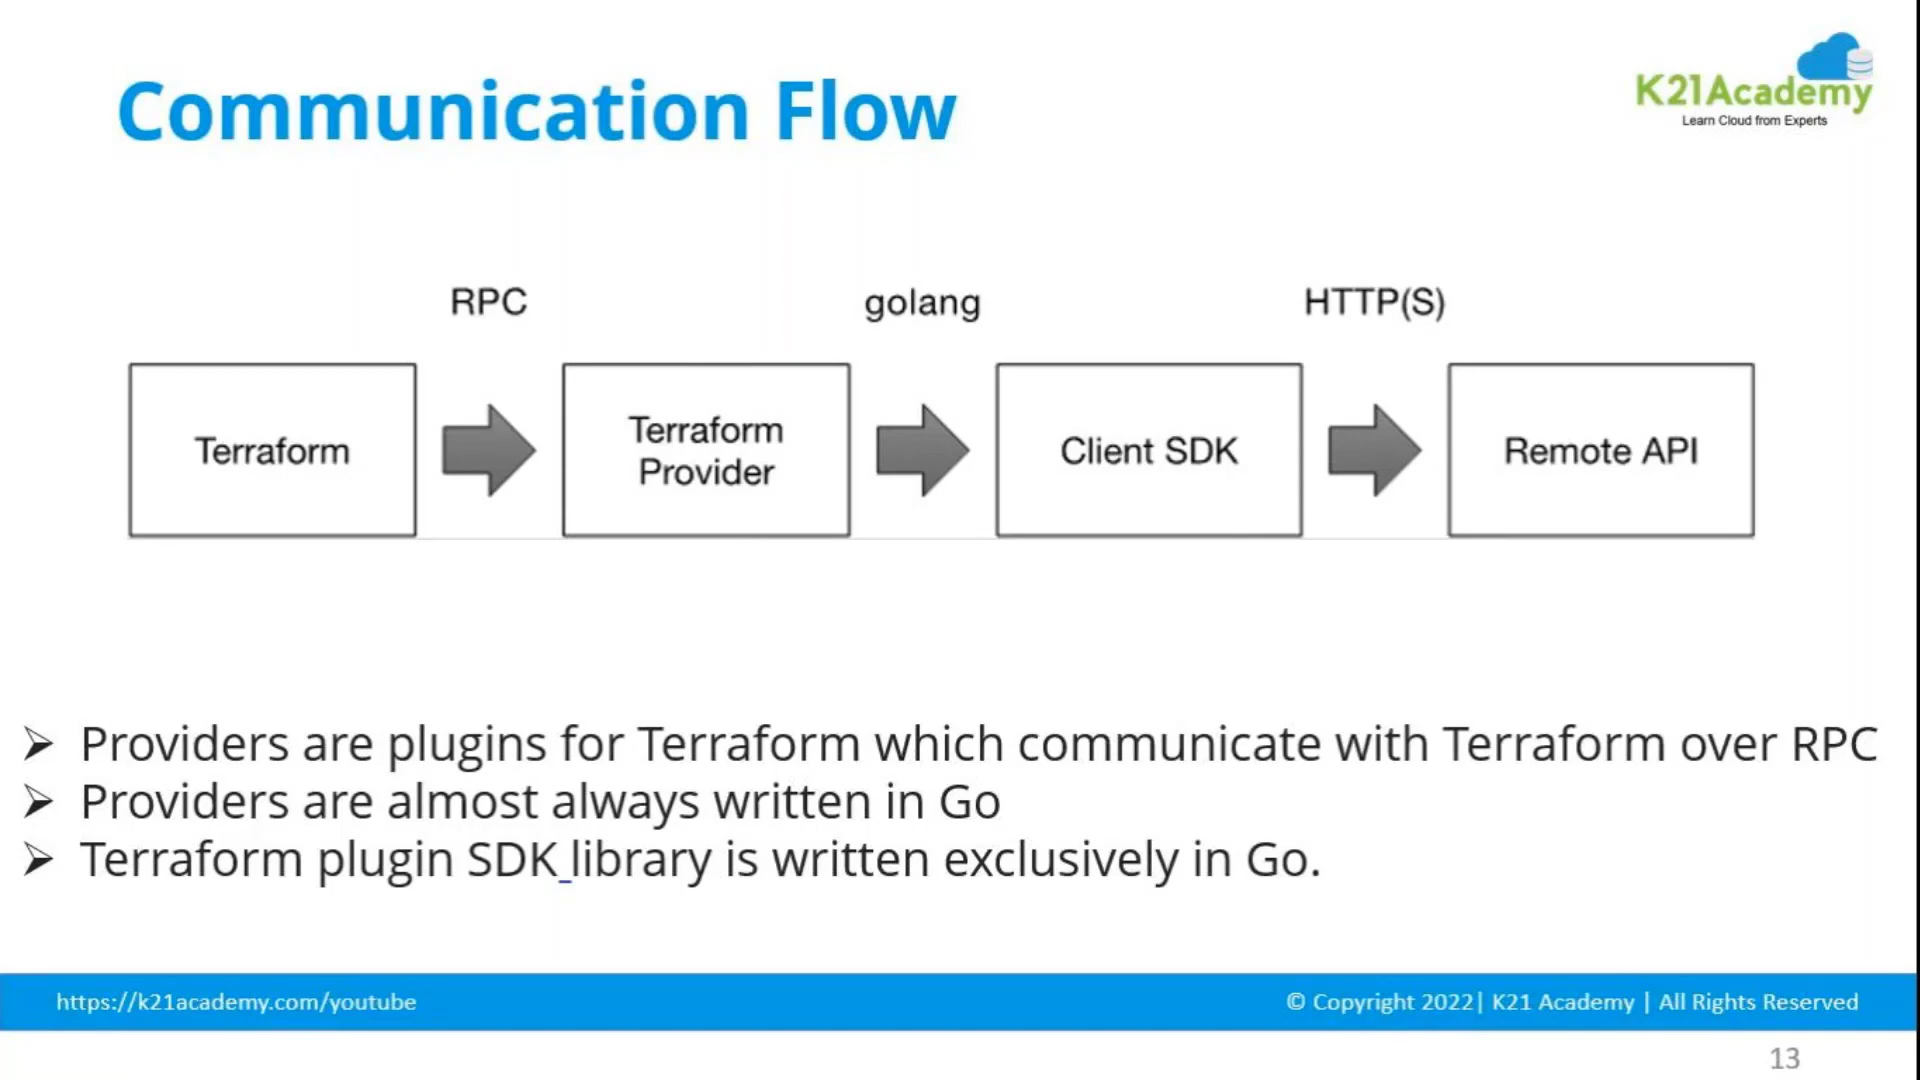 Communication Flow
K21Academy
Learn Cloud from Experts
RPC
golang
HTTP(S)
Terraform
Terraform
Provider
Client SDK
Remote API
Providers are plugins for Terraform which communicate with Terraform over RPC
Providers are almost always written in Go
Terraform plugin SDK library is written exclusively in Go.
https://k21academy.com/youtube
© Copyright 2022| K21 Academy | All Rights Reserved
13